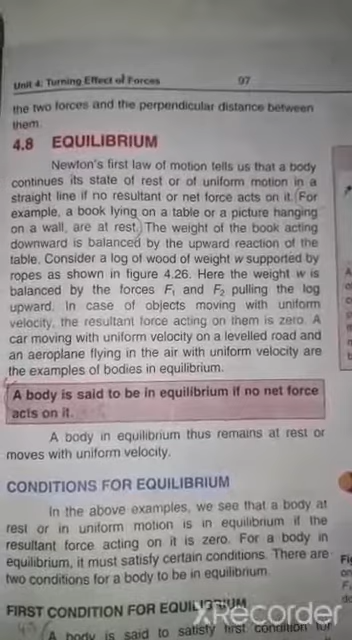 Unit 4: Turning Effect of Forces
97
the two forces and the perpendicular distance between
them.
4.8 EQUILIBRIUM
Newton's first law of motion tells us that a body
continues its state of rest or of uniform motion in a
straight line if no resultant or net force acts on it. For
example, a book lying on a table or a picture hanging
on a wall, are at rest. The weight of the book acting
downward is balanced by the upward reaction of the
table. Consider a log of wood of weight w supported by
ropes as shown in figure 4.26. Here the weight w is
balanced by the forces F₁ and F₂ pulling the log
upward. In case of objects moving with uniform
velocity, the resultant force acting on them is zero. A
car moving with uniform velocity on a levelled road and
an aeroplane flying in the air with uniform velocity are
the examples of bodies in equilibrium.
A body is said to be in equilibrium if no net force
acts on it.
A body in equilibrium thus remains at rest or
moves with uniform velocity.
CONDITIONS FOR EQUILIBRIUM
In the above examples, we see that a body at
rest or in uniform motion is in equilibrium if the
resultant force acting on it is zero. For a body in
equilibrium, it must satisfy certain conditions. There are
two conditions for a body to be in equilibrium.
FIRST CONDITION FOR EQUILIBRIUM
A body is said to satisfy first condition for
XRecorder